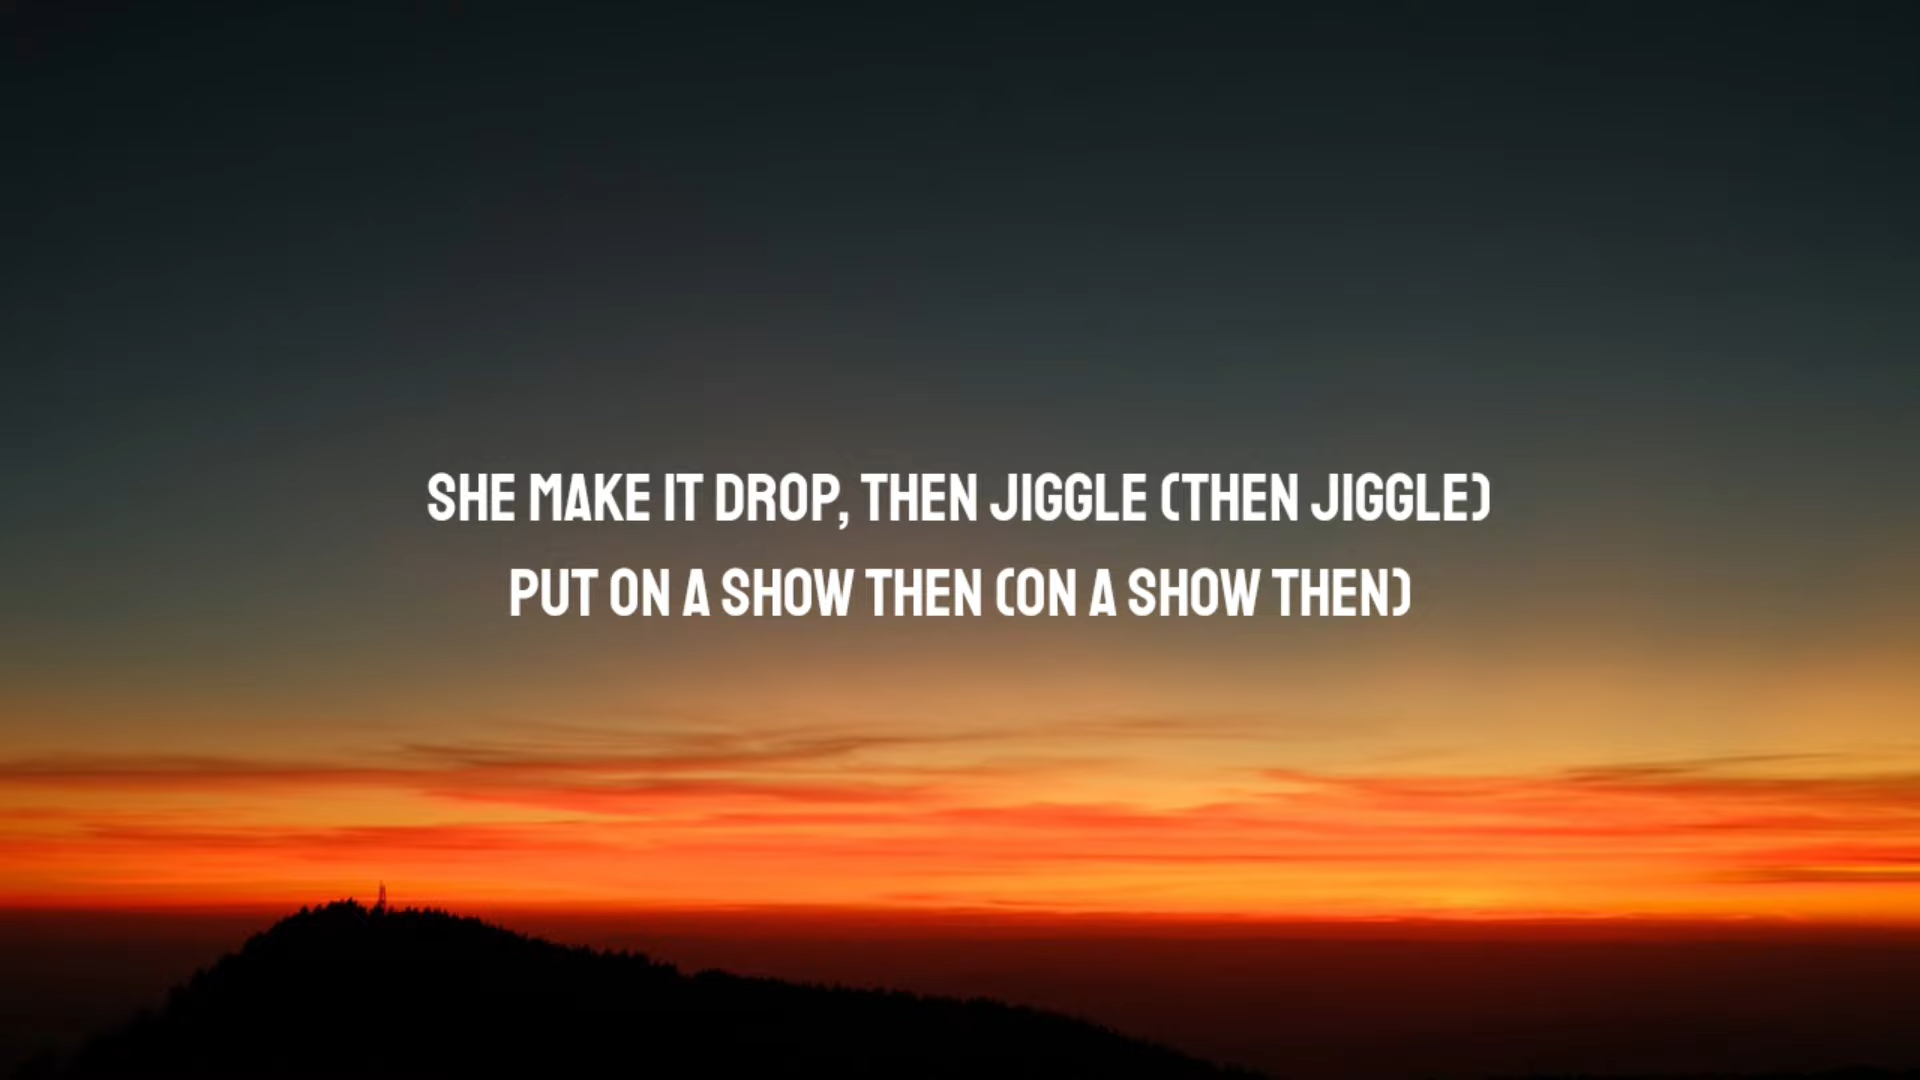 SHE MAKE IT DROP, THEN JIGGLE (THEN JIGGLE)
PUT ON A SHOW THEN (ON A SHOW THEN)